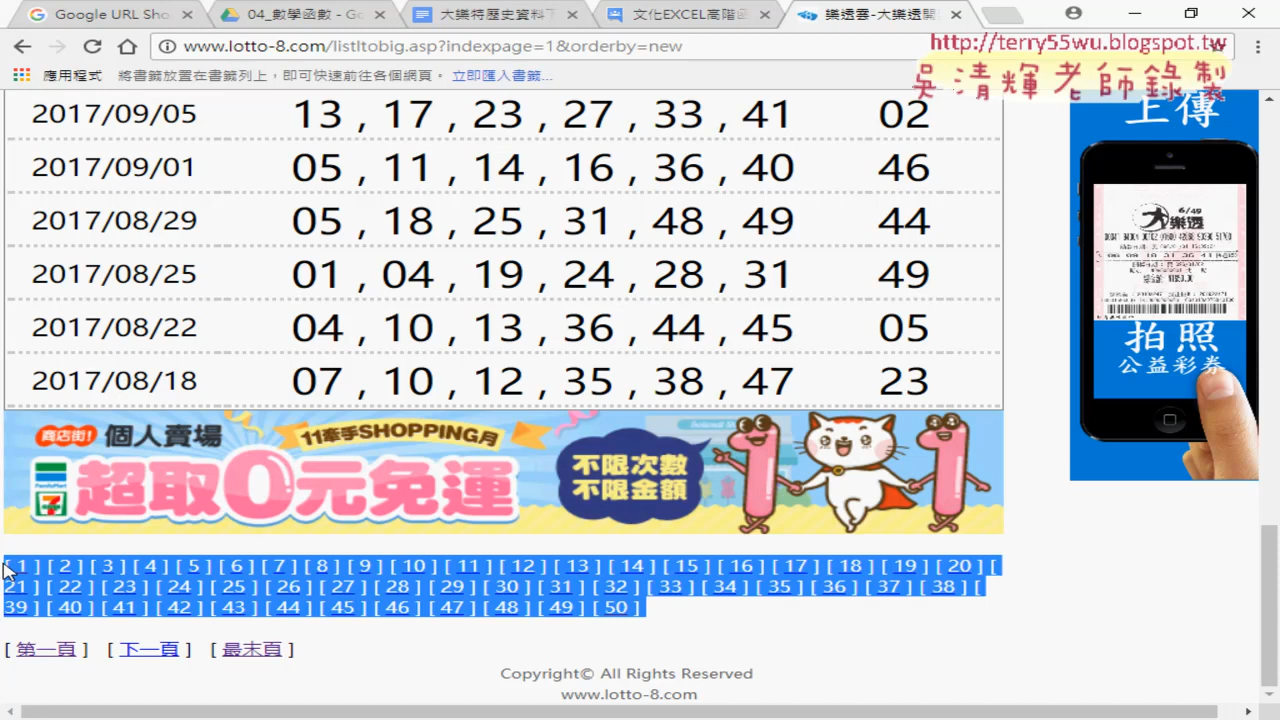 Google URL Sho
04_數學函數 - Go
大樂特歷史資料下
文化EXCEL高階函
樂透雲-大樂透開
www.lotto-8.com/listltobig.asp?indexpage=1&orderby=new
http://terry55wu.blogspot.tw
吳清輝老師錄製
應用程式 將書籤放置在書籤列上，即可快速前往各個網頁。 立即匯入書籤...
2017/09/05 13 , 17 , 23 , 27 , 33 , 41 02
2017/09/01 05 , 11 , 14 , 16 , 36 , 40 46
2017/08/29 05 , 18 , 25 , 31 , 48 , 49 44
2017/08/25 01 , 04 , 19 , 24 , 28 , 31 49
2017/08/22 04 , 10 , 13 , 36 , 44 , 45 05
2017/08/18 07 , 10 , 12 , 35 , 38 , 47 23
上傳
6/49
樂透
拍照
公益彩券
商店街! 個人賣場
11牽手SHOPPING月
超取0元免運
不限次數
不限金額
[ 1 ] [ 2 ] [ 3 ] [ 4 ] [ 5 ] [ 6 ] [ 7 ] [ 8 ] [ 9 ] [ 10 ] [ 11 ] [ 12 ] [ 13 ] [ 14 ] [ 15 ] [ 16 ] [ 17 ] [ 18 ] [ 19 ] [ 20 ] [
21 ] [ 22 ] [ 23 ] [ 24 ] [ 25 ] [ 26 ] [ 27 ] [ 28 ] [ 29 ] [ 30 ] [ 31 ] [ 32 ] [ 33 ] [ 34 ] [ 35 ] [ 36 ] [ 37 ] [ 38 ] [
39 ] [ 40 ] [ 41 ] [ 42 ] [ 43 ] [ 44 ] [ 45 ] [ 46 ] [ 47 ] [ 48 ] [ 49 ] [ 50 ]
[ 第一頁 ] [ 下一頁 ] [ 最末頁 ]
Copyright© All Rights Reserved
www.lotto-8.com